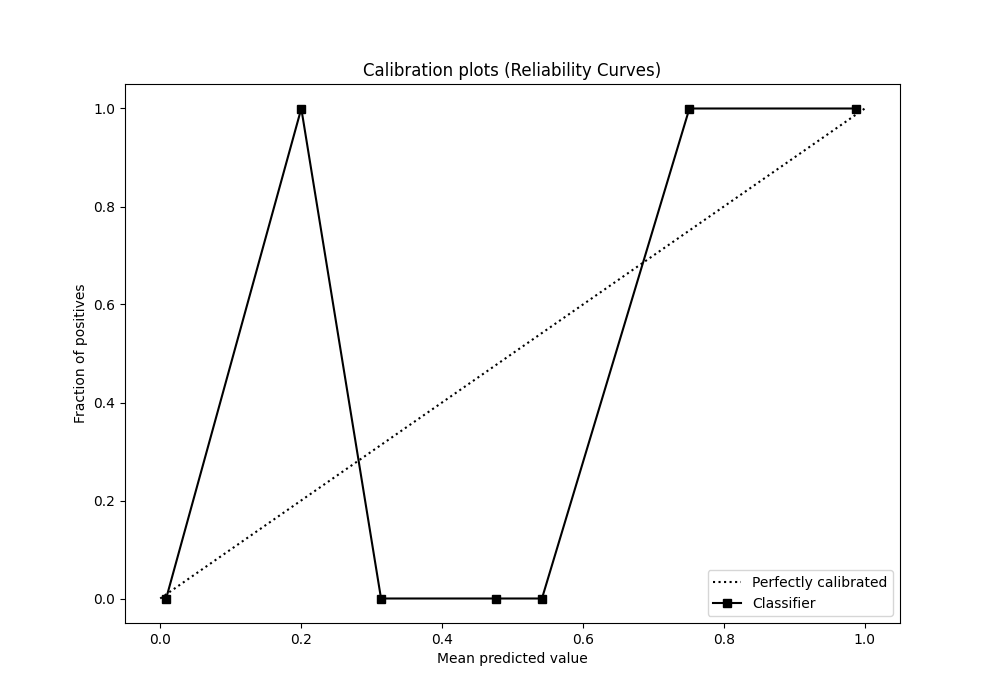 Calibration plots (Reliability Curves)
1.0
0.8
0.6
0.4
0.2
0.0
Fraction of positives
0.0 0.2 0.4 0.6 0.8 1.0
Mean predicted value
Perfectly calibrated
Classifier